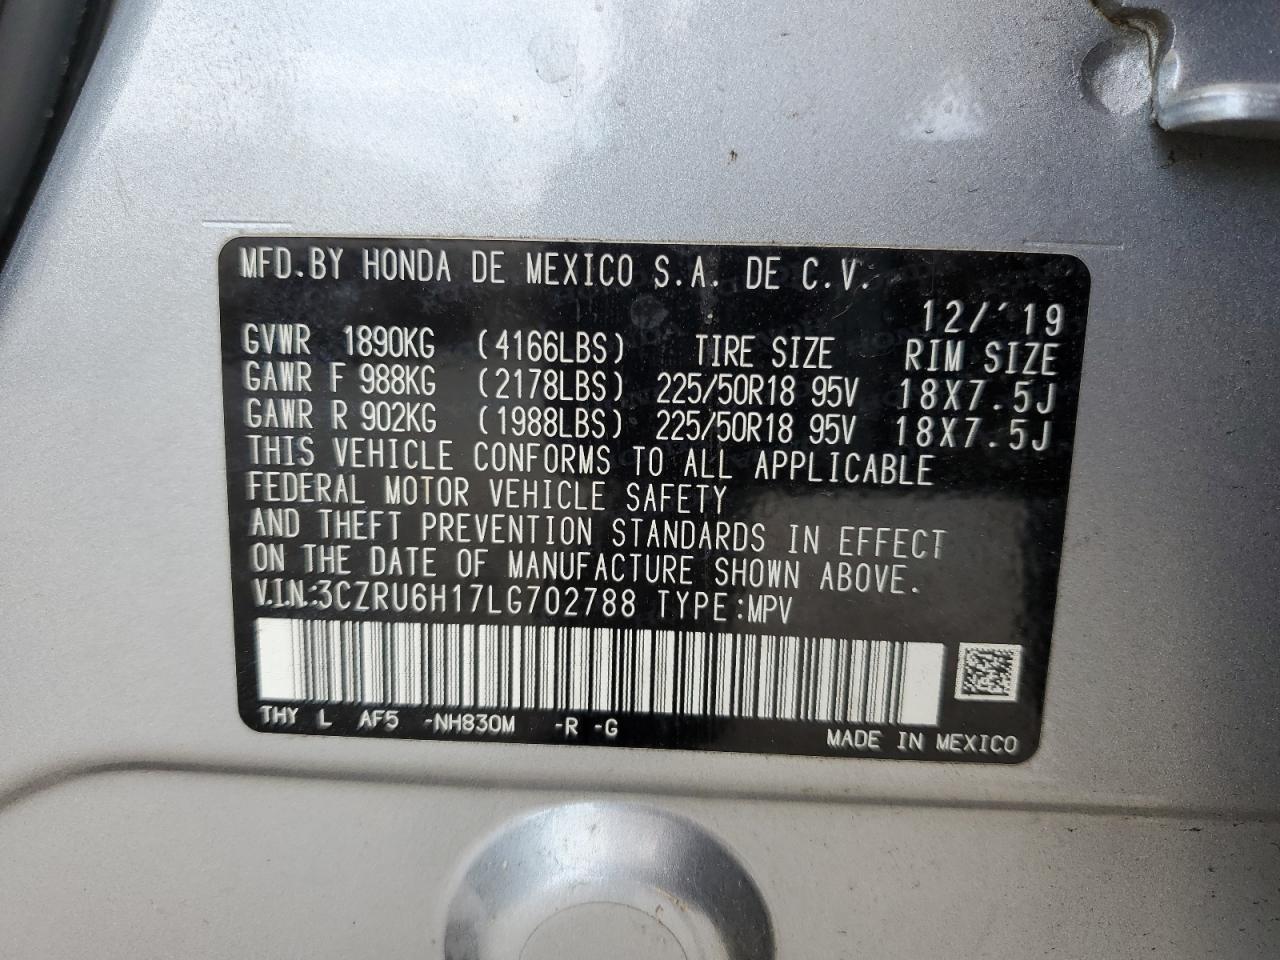 MFD.BY HONDA DE MEXICO S.A. DE C.V.
12/'19
GVWR 1890KG (4166LBS) TIRE SIZE RIM SIZE
GAWR F 988KG (2178LBS) 225/50R18 95V 18X7.5J
GAWR R 902KG (1988LBS) 225/50R18 95V 18X7.5J
THIS VEHICLE CONFORMS TO ALL APPLICABLE
FEDERAL MOTOR VEHICLE SAFETY
AND THEFT PREVENTION STANDARDS IN EFFECT
ON THE DATE OF MANUFACTURE SHOWN ABOVE.
V.I.N.:3CZRU6H17LG702788 TYPE:MPV
THY L AF5 -NH830M -R -G
MADE IN MEXICO